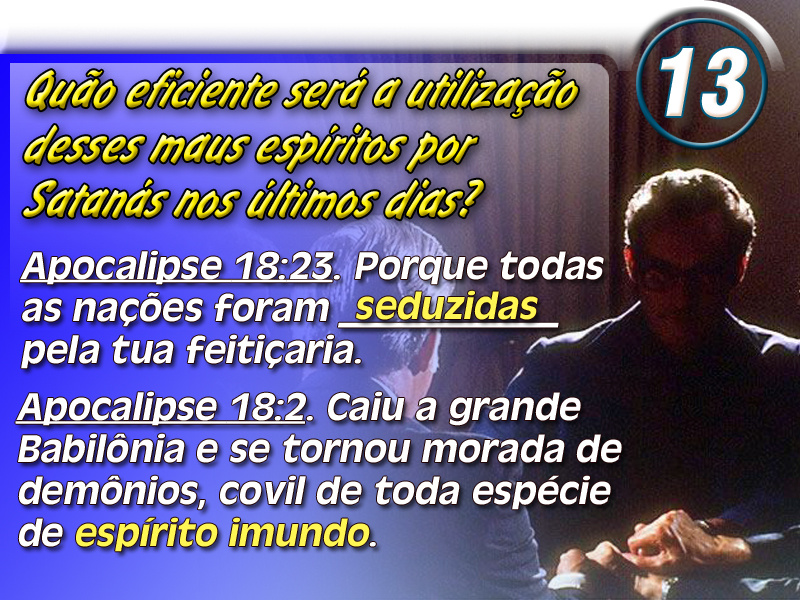 13
Quão eficiente será a utilização
desses maus espíritos por
Satanás nos últimos dias?
Apocalipse 18:23. Porque todas
as nações foram seduzidas
pela tua feitiçaria.
Apocalipse 18:2. Caiu a grande
Babilônia e se tornou morada de
demônios, covil de toda espécie
de espírito imundo.